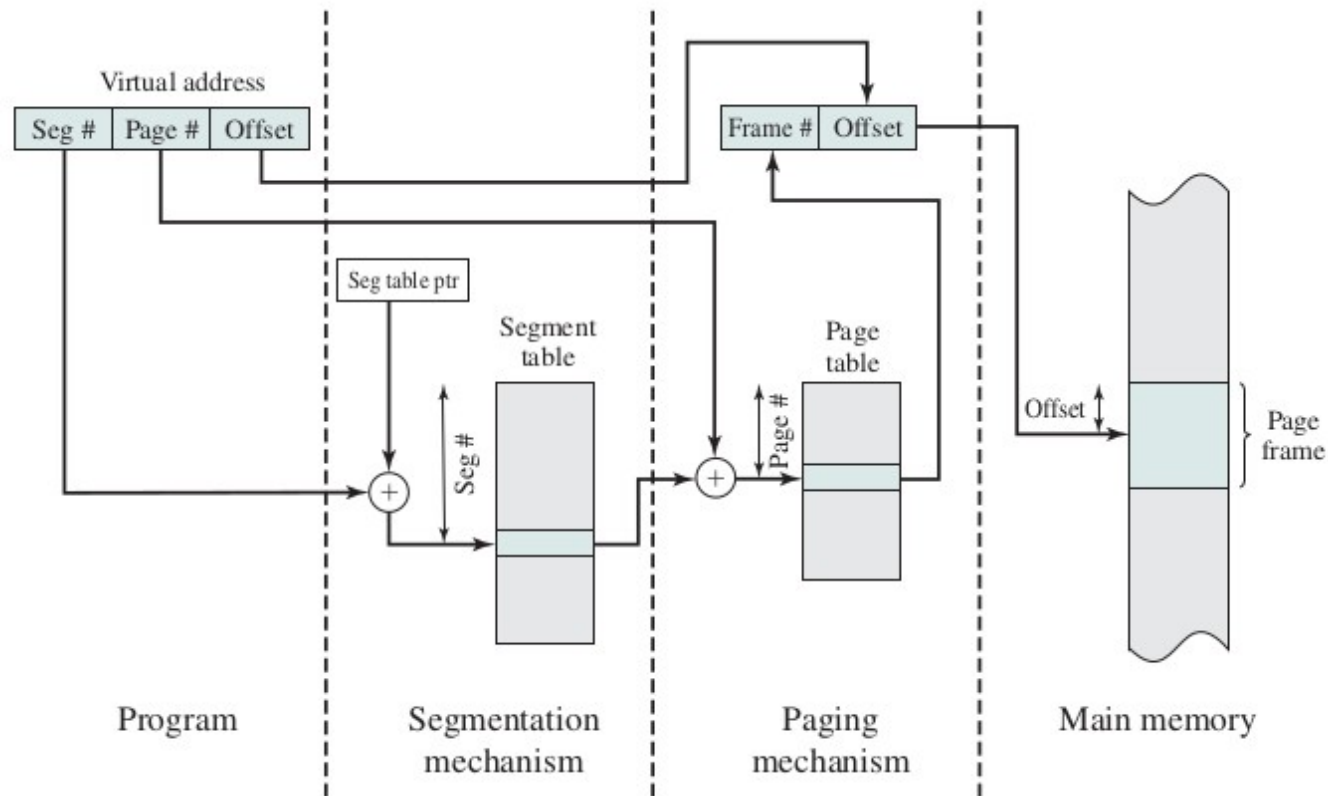 Virtual address
Seg #
Page #
Offset
Frame #
Offset
Seg table ptr
Segment
table
Page
table
Seg #
Page #
Offset
Page
frame
Program
Segmentation
mechanism
Paging
mechanism
Main memory